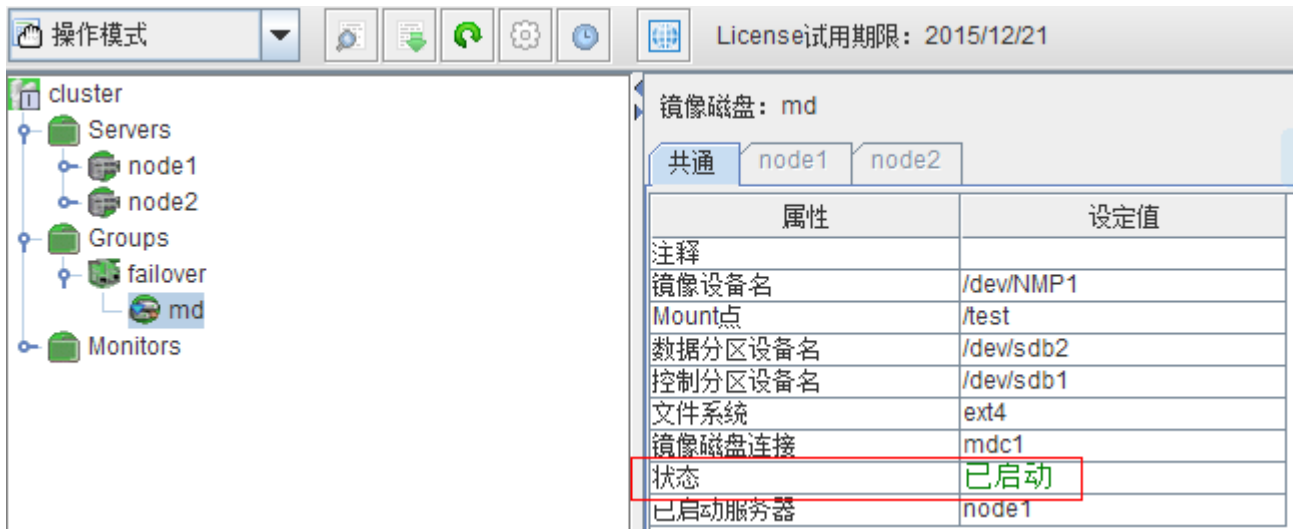 操作模式
License试用期限：2015/12/21
cluster
Servers
node1
node2
Groups
failover
md
Monitors
镜像磁盘：md
共通 node1 node2
属性 设定值
注释
镜像设备名 /dev/NMP1
Mount点 /test
数据分区设备名 /dev/sdb2
控制分区设备名 /dev/sdb1
文件系统 ext4
镜像磁盘连接 mdc1
状态 已启动
已启动服务器 node1